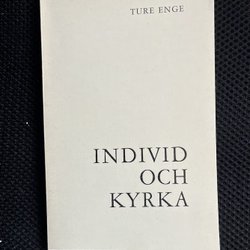 TURE ENGE
INDIVID
OCH
KYRKA